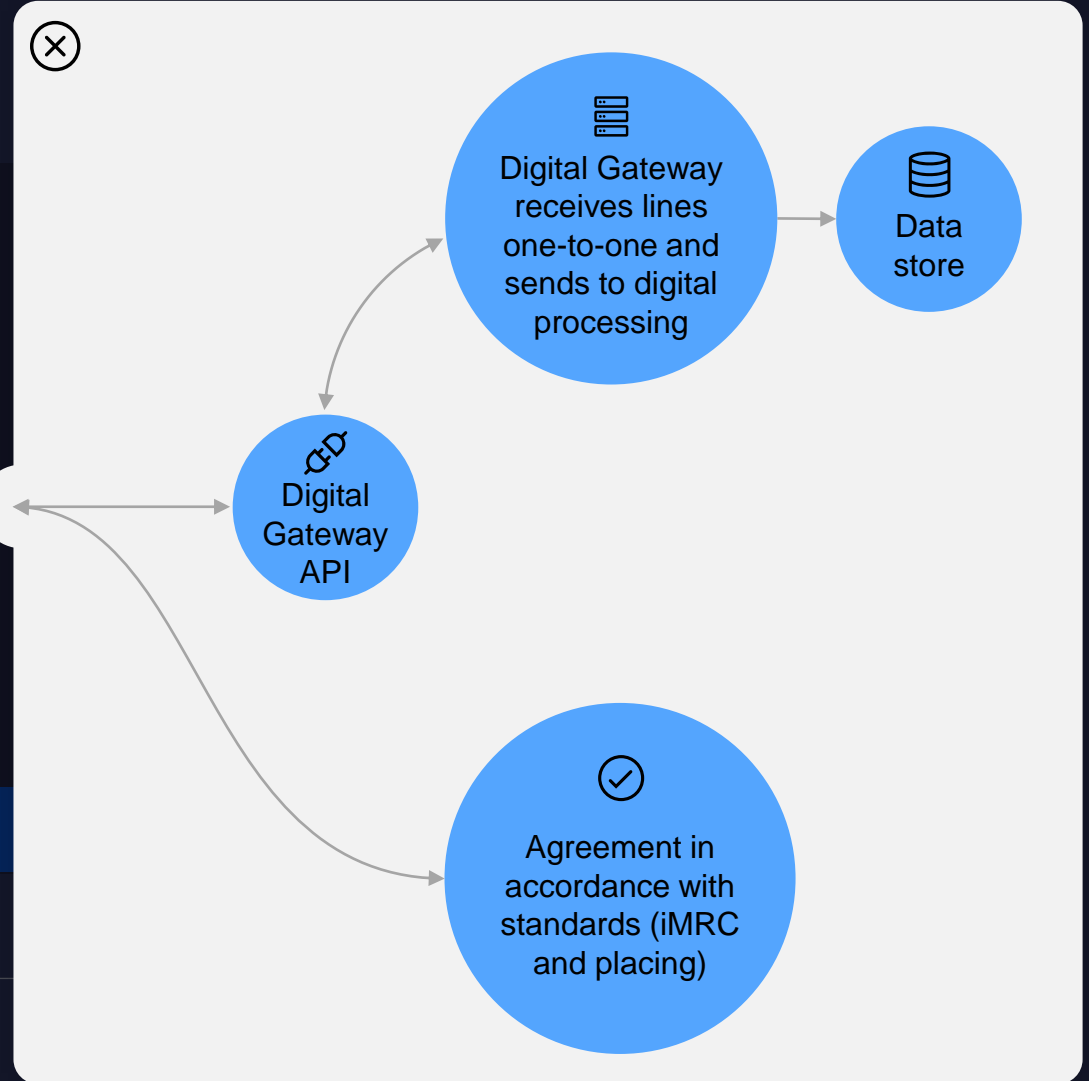 Digital Gateway
receives lines
one-to-one and
sends to digital
processing
Data
store
Digital
Gateway
API
Agreement in
accordance with
standards (iMRC
and placing)